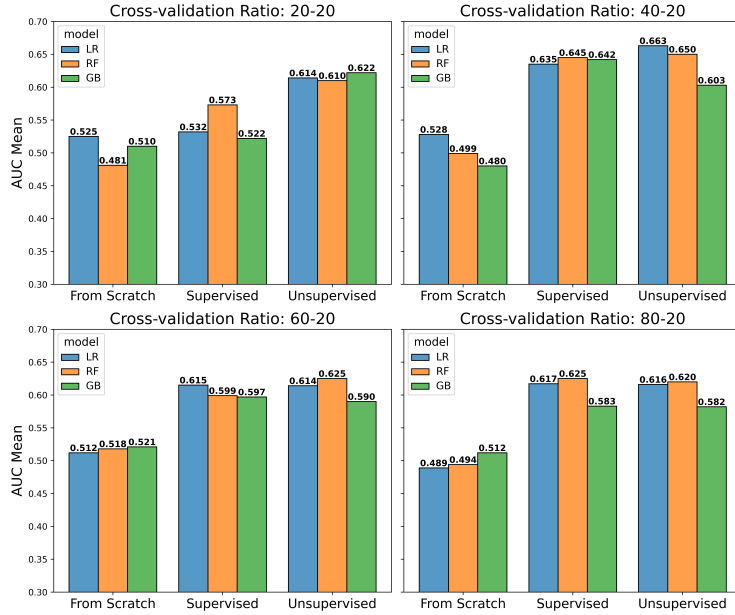 Cross-validation Ratio: 20-20
AUC Mean
0.70
0.65
0.60
0.55
0.50
0.45
0.40
0.35
0.30
model
LR
RF
GB
0.525
0.481
0.510
0.532
0.573
0.522
0.614
0.610
0.622
From Scratch
Supervised
Unsupervised
Cross-validation Ratio: 40-20
model
LR
RF
GB
0.528
0.499
0.480
0.635
0.645
0.642
0.663
0.650
0.603
From Scratch
Supervised
Unsupervised
Cross-validation Ratio: 60-20
AUC Mean
0.70
0.65
0.60
0.55
0.50
0.45
0.40
0.35
0.30
model
LR
RF
GB
0.512
0.518
0.521
0.615
0.599
0.597
0.614
0.625
0.590
From Scratch
Supervised
Unsupervised
Cross-validation Ratio: 80-20
model
LR
RF
GB
0.489
0.494
0.512
0.617
0.625
0.583
0.616
0.620
0.582
From Scratch
Supervised
Unsupervised